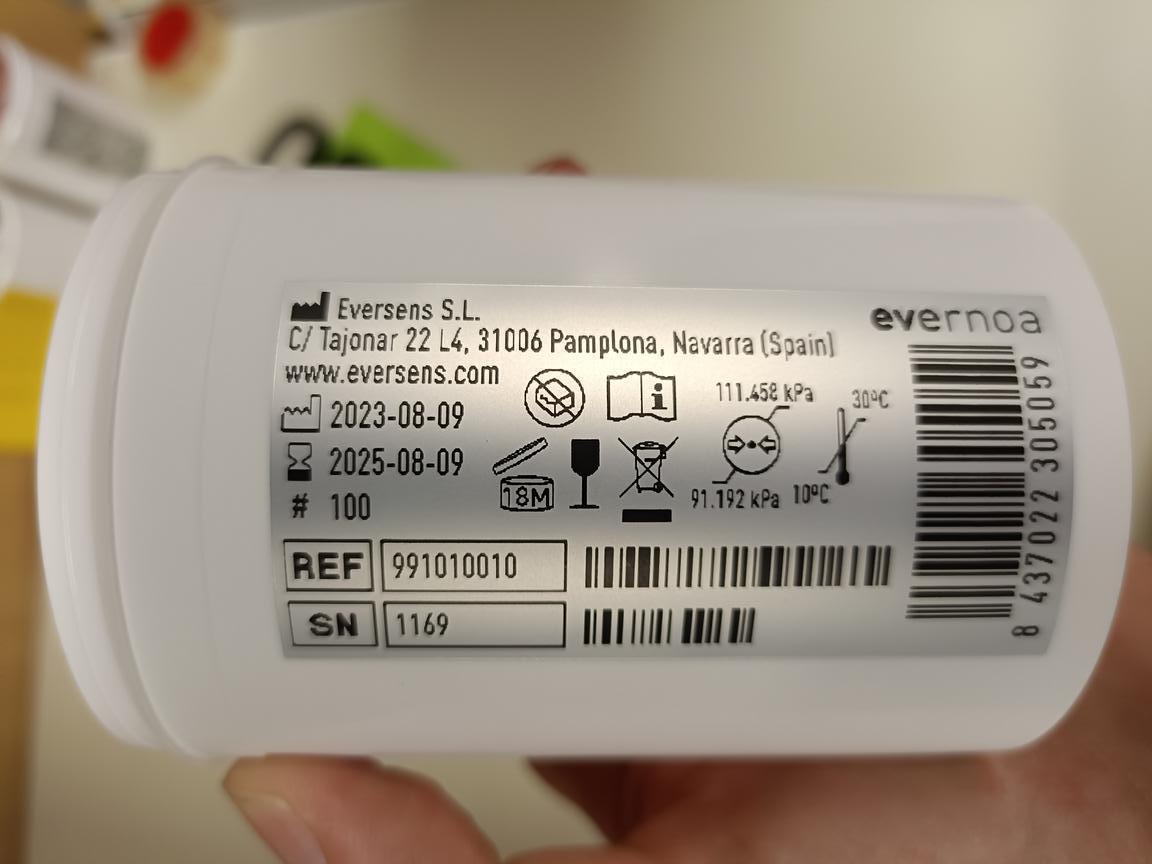 Eversens S.L.
C/ Tajonar 22 L4, 31006 Pamplona, Navarra (Spain)
www.eversens.com
2023-08-09
2025-08-09
# 100
18M
111.458 kPa
91.192 kPa
30ºC
10ºC
REF 991010010
SN 1169
evernoa
8 437022 305059